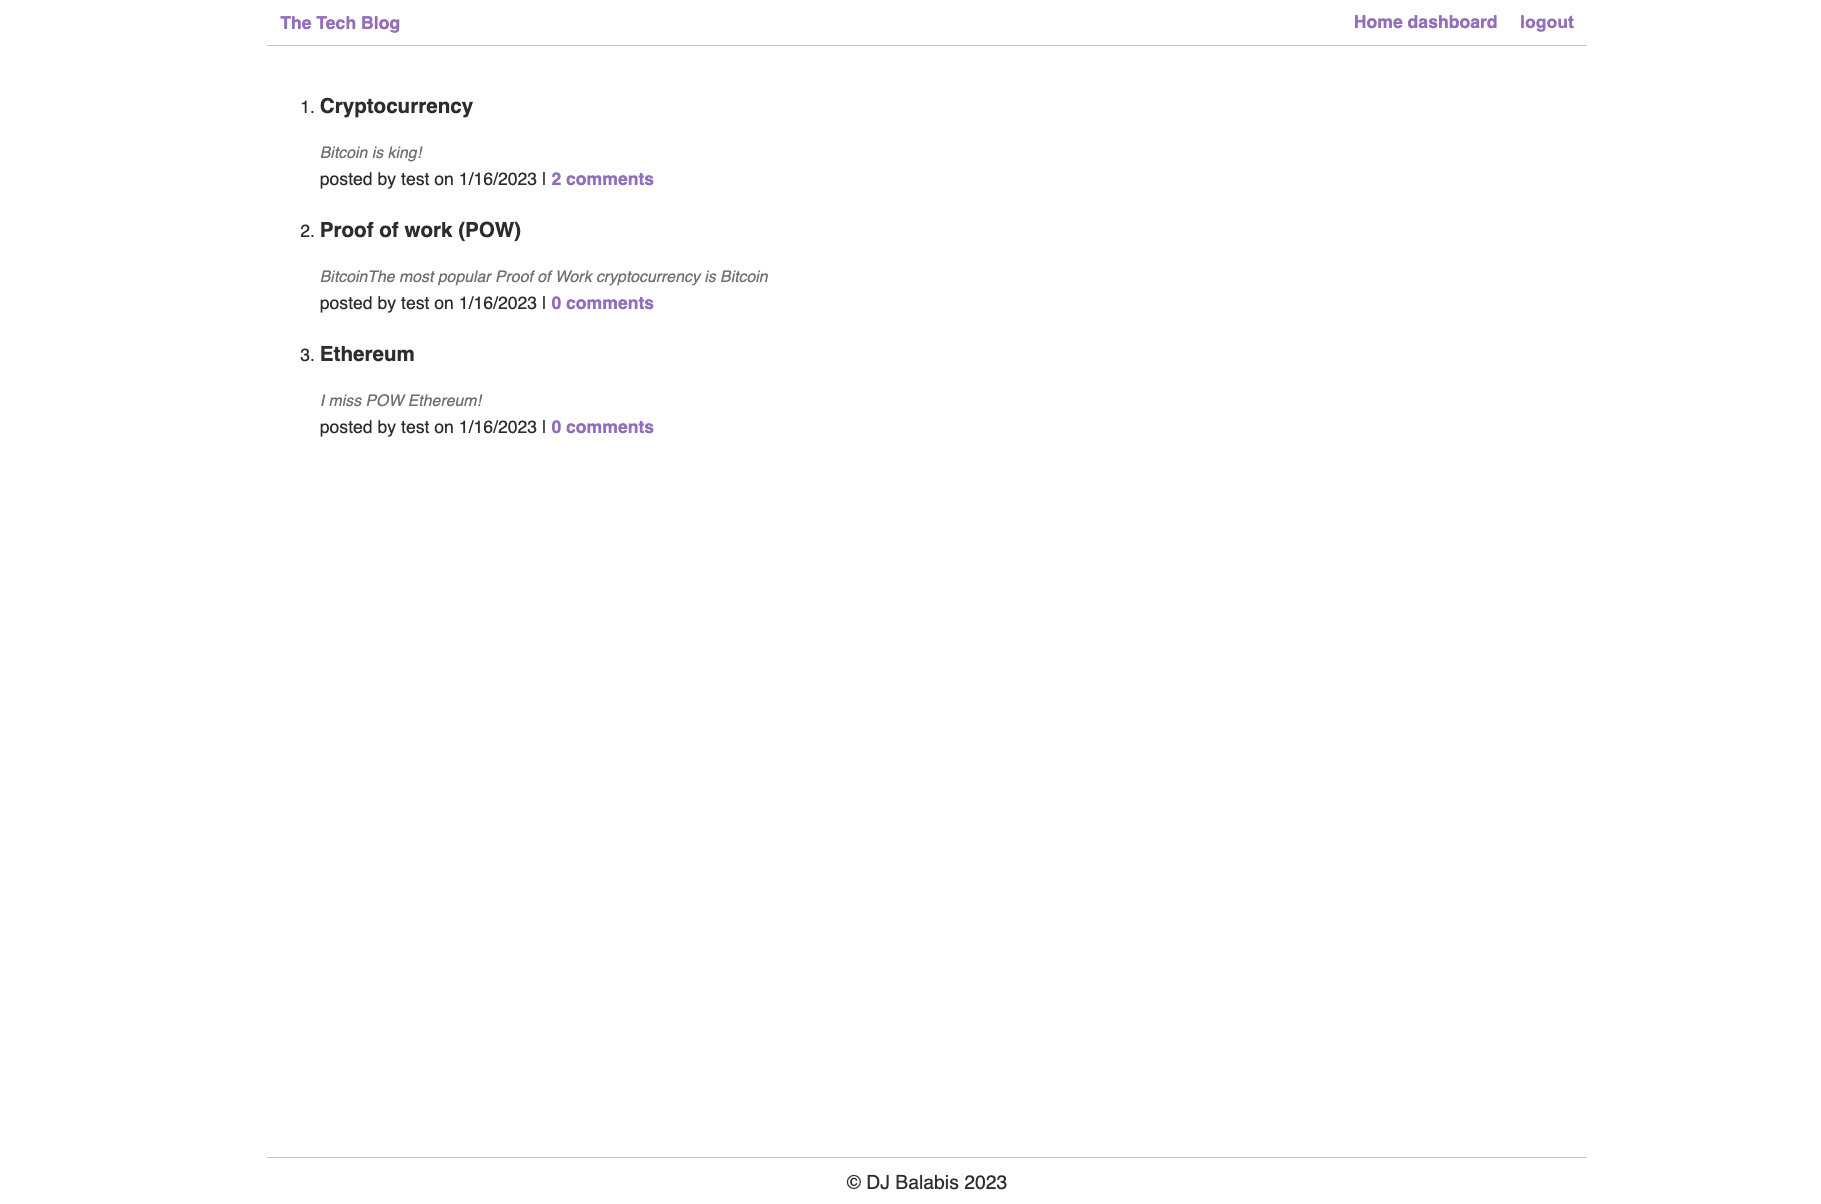 The Tech Blog Home dashboard logout
1. Cryptocurrency
Bitcoin is king!
posted by test on 1/16/2023 | 2 comments
2. Proof of work (POW)
BitcoinThe most popular Proof of Work cryptocurrency is Bitcoin
posted by test on 1/16/2023 | 0 comments
3. Ethereum
I miss POW Ethereum!
posted by test on 1/16/2023 | 0 comments
© DJ Balabis 2023